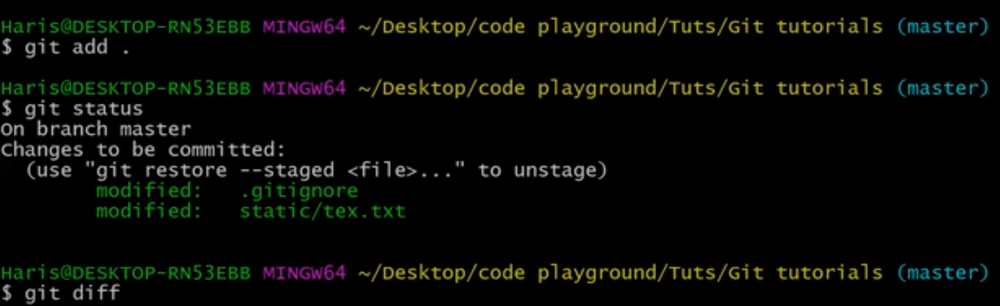 Haris@DESKTOP-RN53EBB MINGW64 ~/Desktop/code playground/Tuts/Git tutorials (master)
$ git add .
Haris@DESKTOP-RN53EBB MINGW64 ~/Desktop/code playground/Tuts/Git tutorials (master)
$ git status
On branch master
Changes to be committed:
  (use "git restore --staged <file>..." to unstage)
        modified:   .gitignore
        modified:   static/tex.txt
Haris@DESKTOP-RN53EBB MINGW64 ~/Desktop/code playground/Tuts/Git tutorials (master)
$ git diff